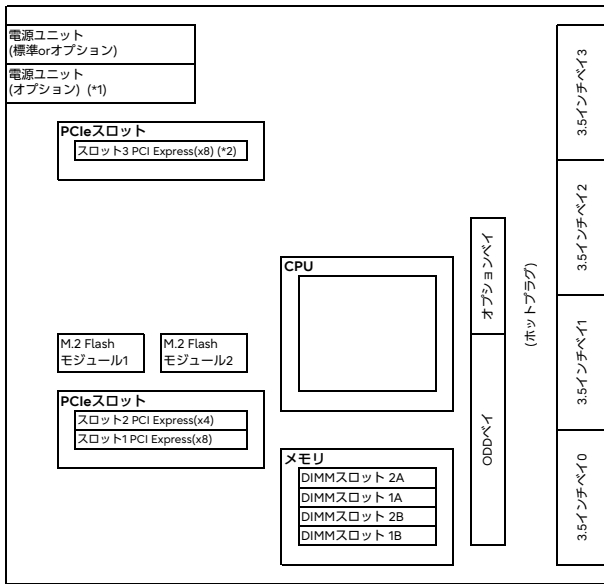 電源ユニット
(標準orオプション)
電源ユニット
(オプション) (*1)
PCIeスロット
スロット3 PCI Express(x8) (*2)
CPU
M.2 Flash
モジュール1
M.2 Flash
モジュール2
PCIeスロット
スロット2 PCI Express(x4)
スロット1 PCI Express(x8)
メモリ
DIMMスロット 2A
DIMMスロット 1A
DIMMスロット 2B
DIMMスロット 1B
オプションベイ
ODDベイ
(ホットプラグ)
3.5インチベイ3
3.5インチベイ2
3.5インチベイ1
3.5インチベイ0